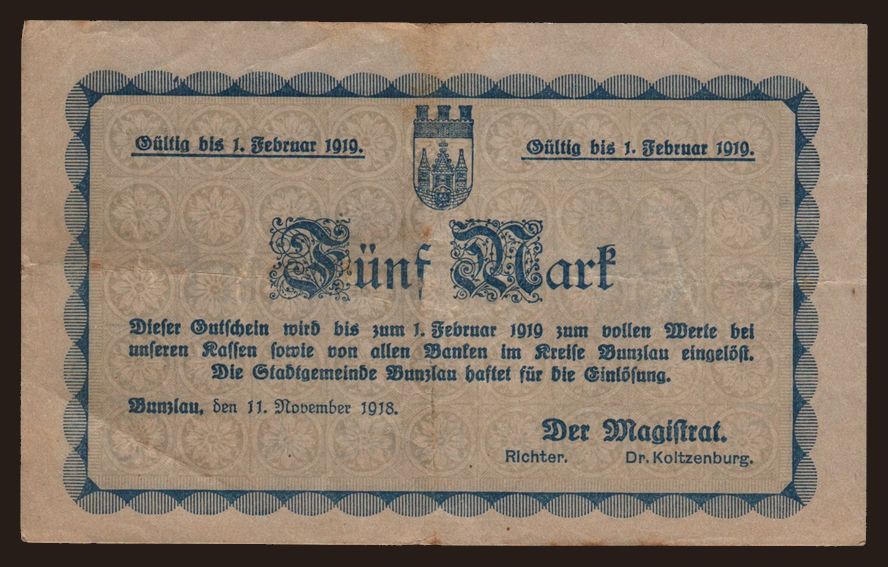 Gültig bis 1. Februar 1919.
Gültig bis 1. Februar 1919.
Fünf Mark
Dieser Gutschein wird bis zum 1. Februar 1919 zum vollen Werte bei
unseren Kassen sowie von allen Banken im Kreise Bunzlau eingelöst.
Die Stadtgemeinde Bunzlau haftet für die Einlösung.
Bunzlau, den 11. November 1918.
Der Magistrat.
Richter. Dr. Koltzenburg.